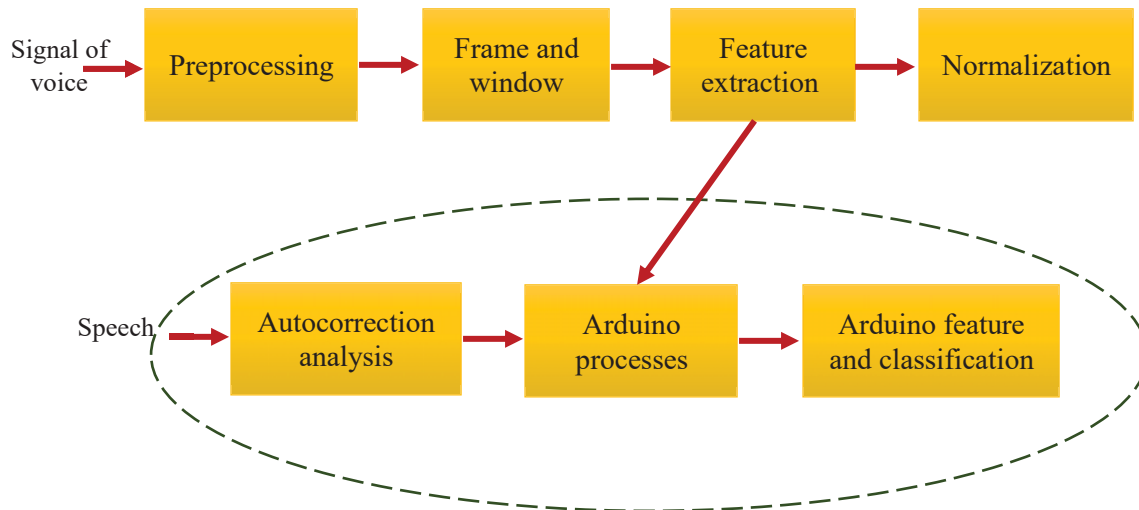 Signal of
voice
Preprocessing
Frame and
window
Feature
extraction
Normalization
Speech
Autocorrection
analysis
Arduino
processes
Arduino feature
and classification